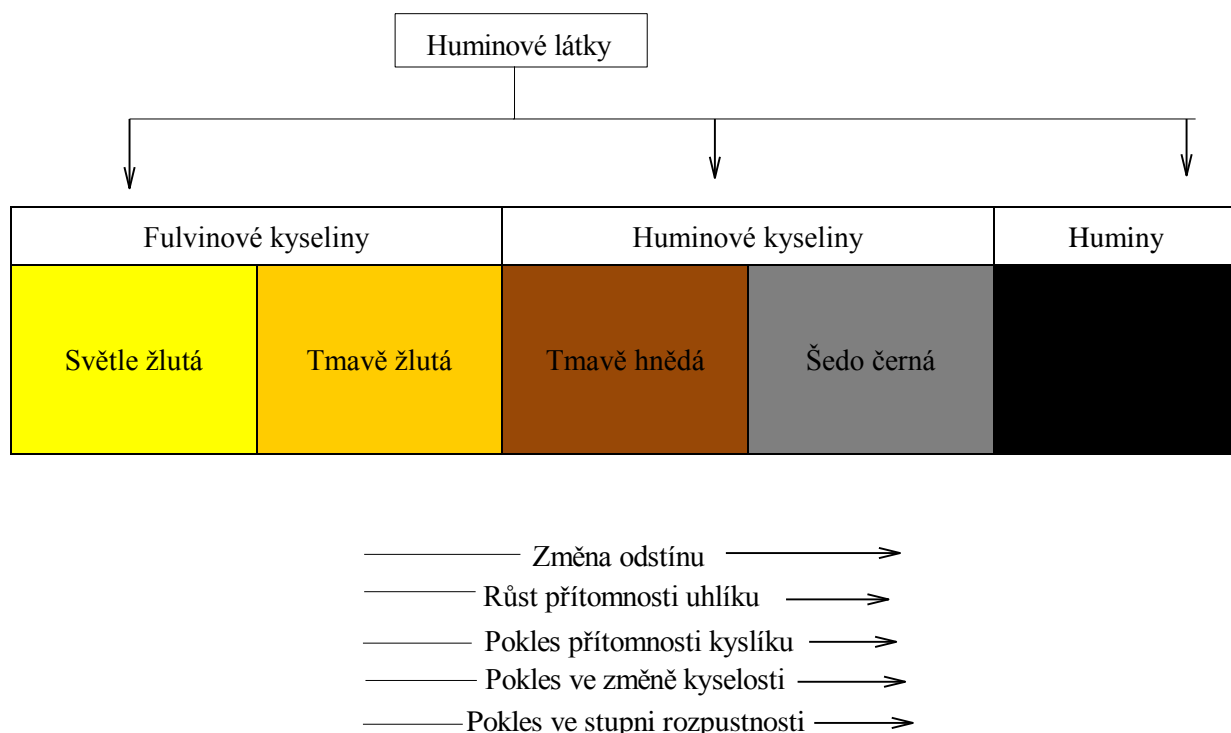 Huminové látky
Fulvinové kyseliny Huminové kyseliny Huminy
Světle žlutá Tmavě žlutá Tmavě hnědá Šedo černá
Změna odstínu
Růst přítomnosti uhlíku
Pokles přítomnosti kyslíku
Pokles ve změně kyselosti
Pokles ve stupni rozpustnosti